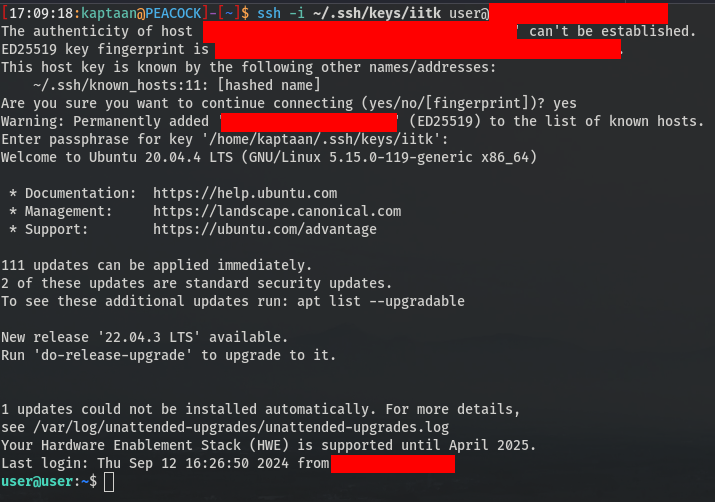 [17:09:18:kaptaan@PEACOCK]-[~]$ ssh -i ~/.ssh/keys/iitk user@
The authenticity of host ' can't be established.
ED25519 key fingerprint is .
This host key is known by the following other names/addresses:
    ~/.ssh/known_hosts:11: [hashed name]
Are you sure you want to continue connecting (yes/no/[fingerprint])? yes
Warning: Permanently added '' (ED25519) to the list of known hosts.
Enter passphrase for key '/home/kaptaan/.ssh/keys/iitk':
Welcome to Ubuntu 20.04.4 LTS (GNU/Linux 5.15.0-119-generic x86_64)
 * Documentation:  https://help.ubuntu.com
 * Management:     https://landscape.canonical.com
 * Support:        https://ubuntu.com/advantage
111 updates can be applied immediately.
2 of these updates are standard security updates.
To see these additional updates run: apt list --upgradable
New release '22.04.3 LTS' available.
Run 'do-release-upgrade' to upgrade to it.
1 updates could not be installed automatically. For more details,
see /var/log/unattended-upgrades/unattended-upgrades.log
Your Hardware Enablement Stack (HWE) is supported until April 2025.
Last login: Thu Sep 12 16:26:50 2024 from
user@user:~$